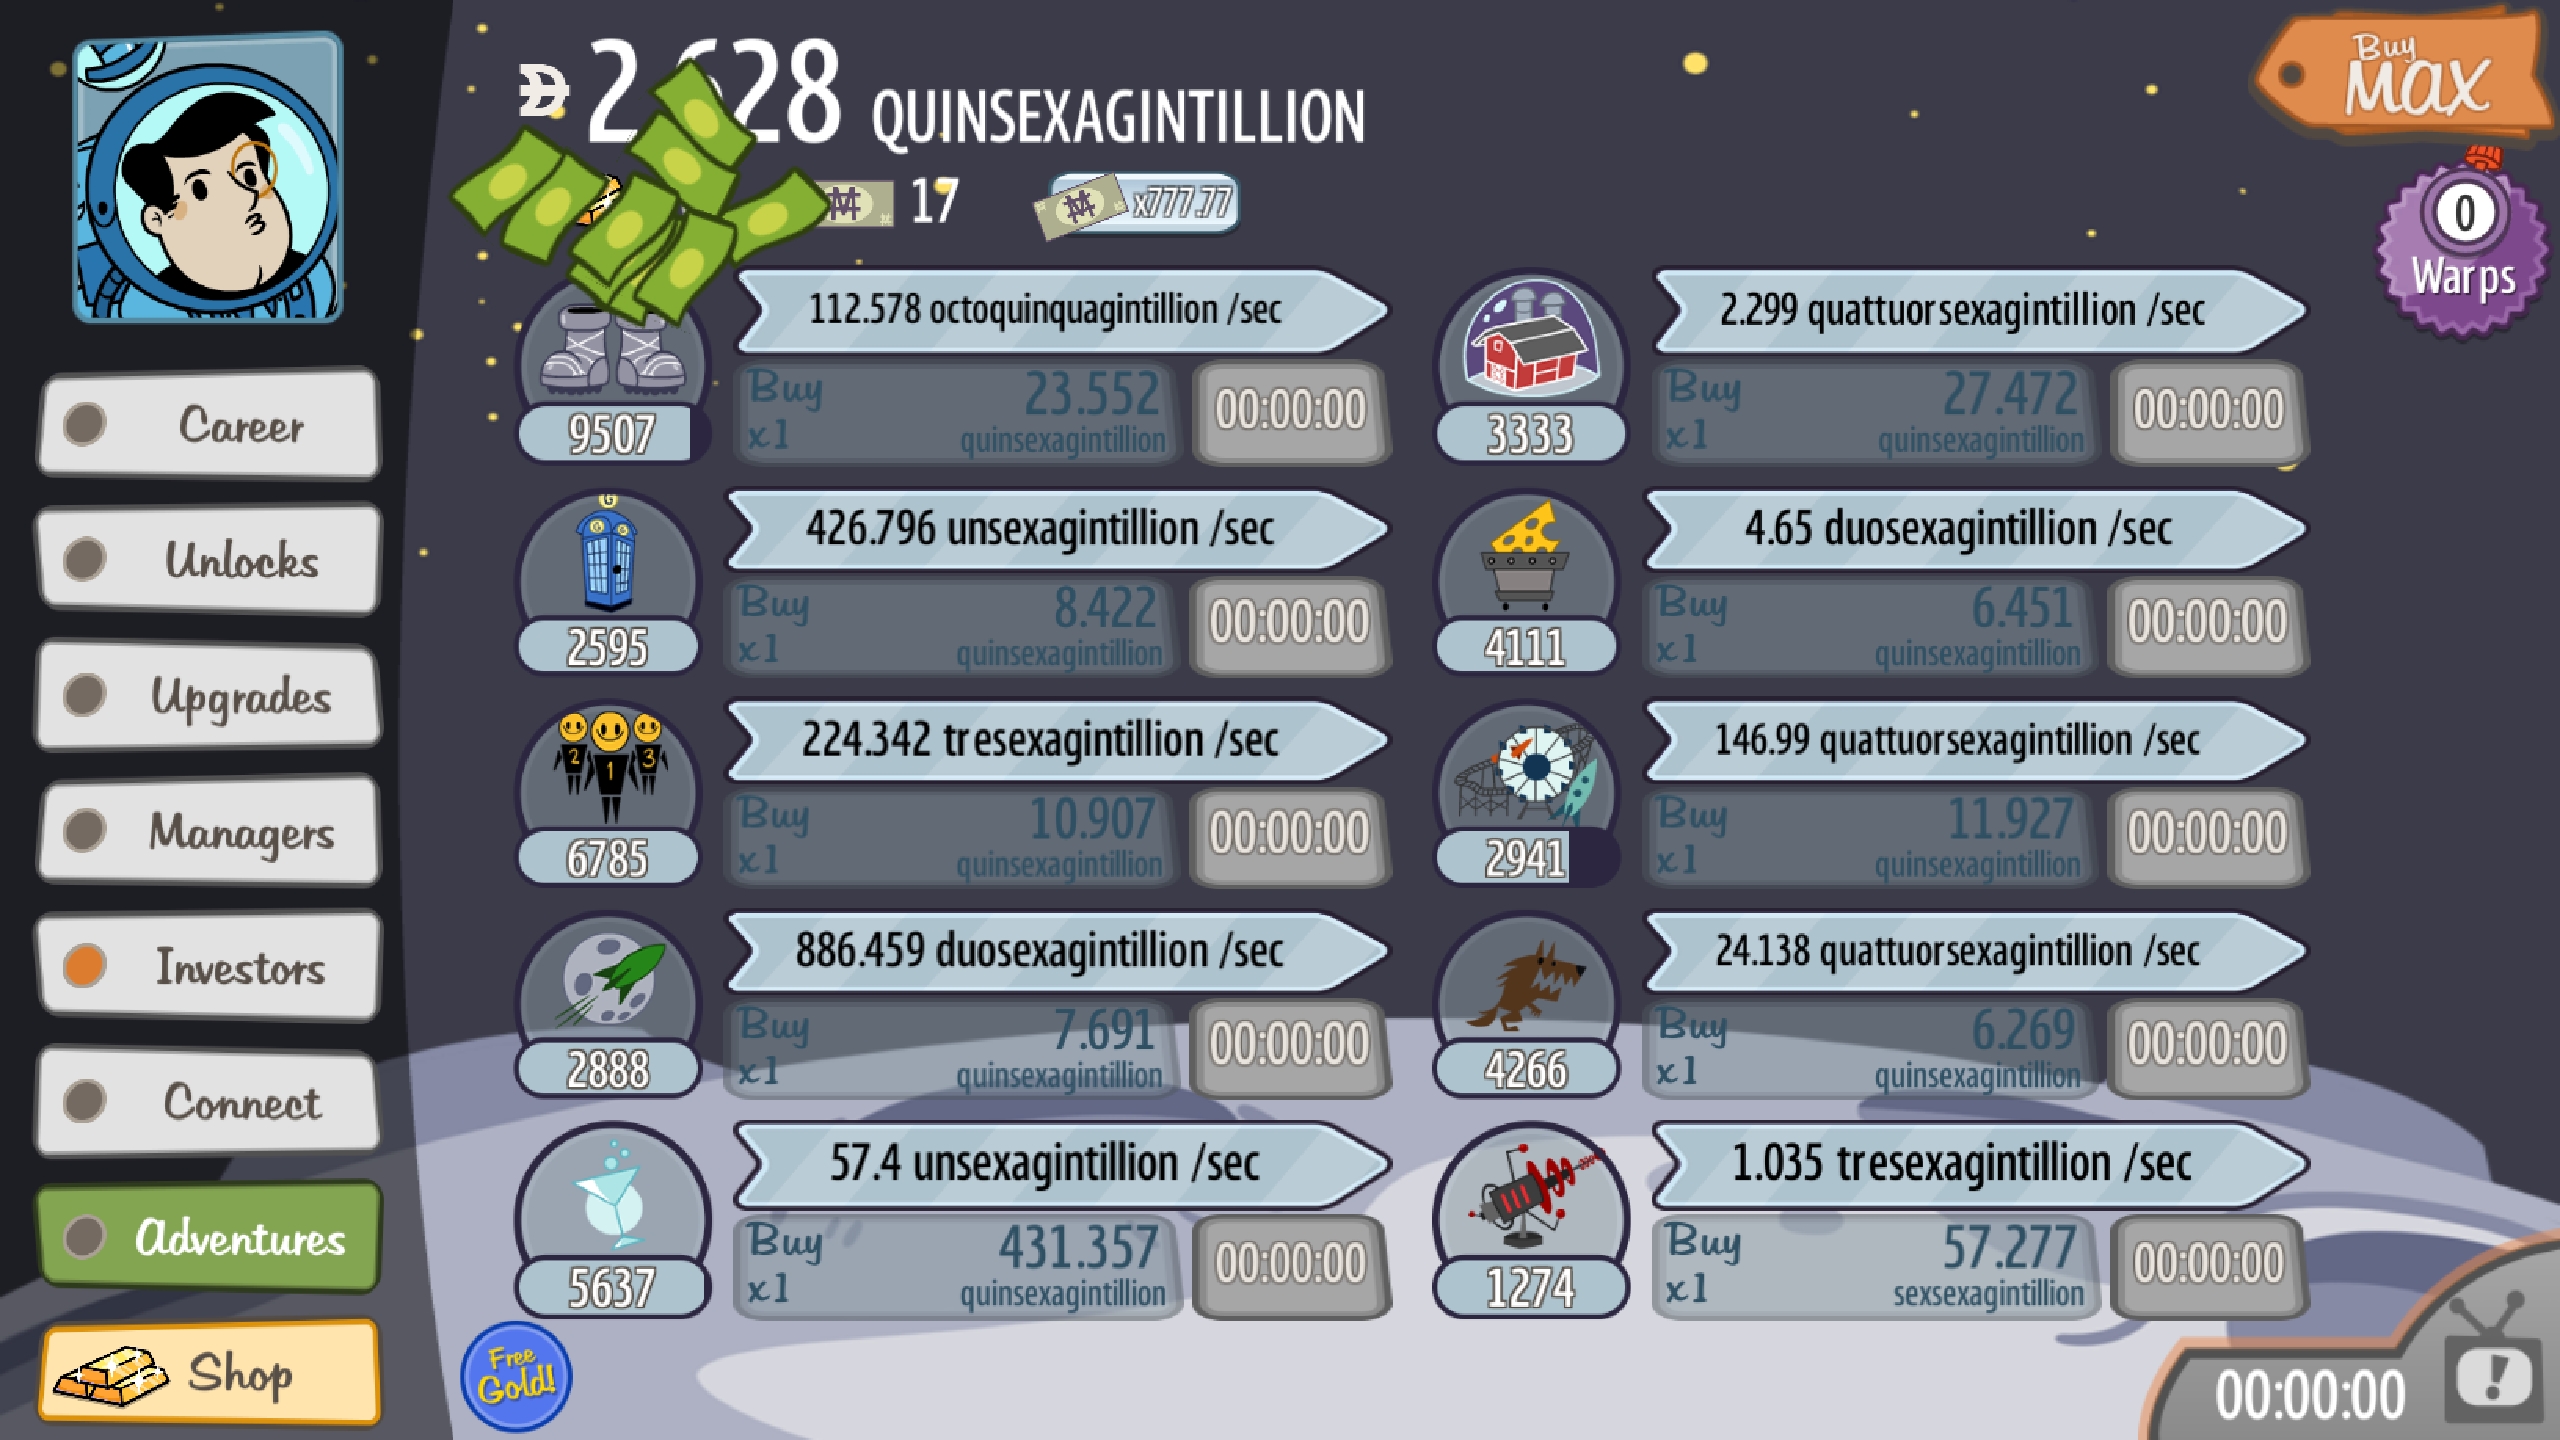 2.628 QUINSEXAGINTILLION
Buy
MAX
17
x777.77
0
Warps
Career
Unlocks
Upgrades
Managers
Investors
Connect
Adventures
Shop
112.578 octoquinquagintillion /sec
Buy
x1
23.552
quinsexagintillion
00:00:00
9507
2.299 quattuorsexagintillion /sec
Buy
x1
27.472
quinsexagintillion
00:00:00
3333
G
G G
426.796 unsexagintillion /sec
Buy
x1
8.422
quinsexagintillion
00:00:00
2595
4.65 duosexagintillion /sec
Buy
x1
6.451
quinsexagintillion
00:00:00
4111
2 1 3
224.342 tresexagintillion /sec
Buy
x1
10.907
quinsexagintillion
00:00:00
6785
146.99 quattuorsexagintillion /sec
Buy
x1
11.927
quinsexagintillion
00:00:00
2941
886.459 duosexagintillion /sec
Buy
x1
7.691
quinsexagintillion
00:00:00
2888
24.138 quattuorsexagintillion /sec
Buy
x1
6.269
quinsexagintillion
00:00:00
4266
57.4 unsexagintillion /sec
Buy
x1
431.357
quinsexagintillion
00:00:00
5637
1.035 tresexagintillion /sec
Buy
x1
57.277
sexsexagintillion
00:00:00
1274
Free
Gold!
00:00:00
!